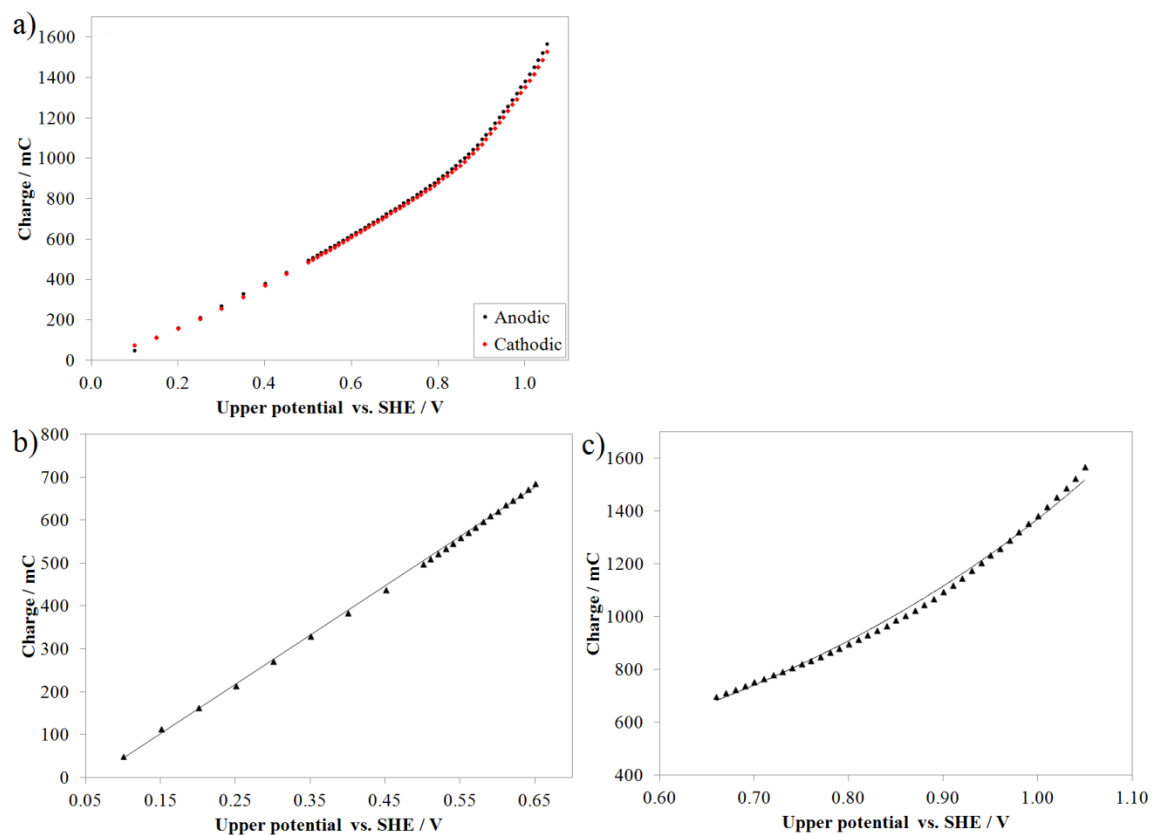 a)
1600
1400
1200
1000
800
600
400
200
0
Charge / mC
Anodic
Cathodic
0.0 0.2 0.4 0.6 0.8 1.0
Upper potential vs. SHE / V
b)
800
700
600
500
400
300
200
100
0
Charge / mC
0.05 0.15 0.25 0.35 0.45 0.55 0.65
Upper potential vs. SHE / V
c)
1600
1400
1200
1000
800
600
400
Charge / mC
0.60 0.70 0.80 0.90 1.00 1.10
Upper potential vs. SHE / V